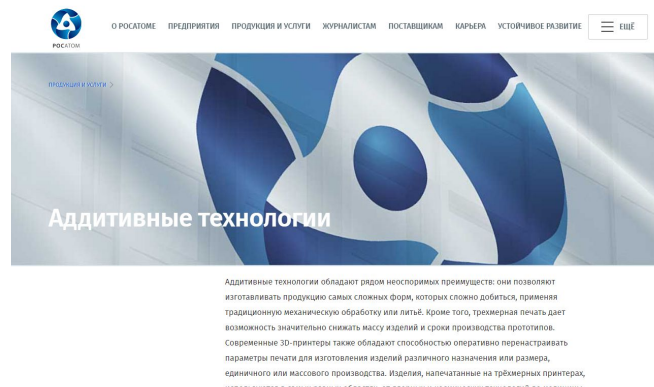 О РОСАТОМЕ ПРЕДПРИЯТИЯ ПРОДУКЦИЯ И УСЛУГИ ЖУРНАЛИСТАМ ПОСТАВЩИКАМ КАРЬЕРА УСТОЙЧИВОЕ РАЗВИТИЕ ЕЩЁ
РОСАТОМ
ПРОДУКЦИЯ И УСЛУГИ >
Аддитивные технологии
Аддитивные технологии обладают рядом неоспоримых преимуществ: они позволяют
изготавливать продукцию самых сложных форм, которых сложно добиться, применяя
традиционную механическую обработку или литьё. Кроме того, трехмерная печать дает
возможность значительно снижать массу изделий и сроки производства прототипов.
Современные 3D-принтеры также обладают способностью оперативно перенастраивать
параметры печати для изготовления изделий различного назначения или размера,
единичного или массового производства. Изделия, напечатанные на трёхмерных принтерах,